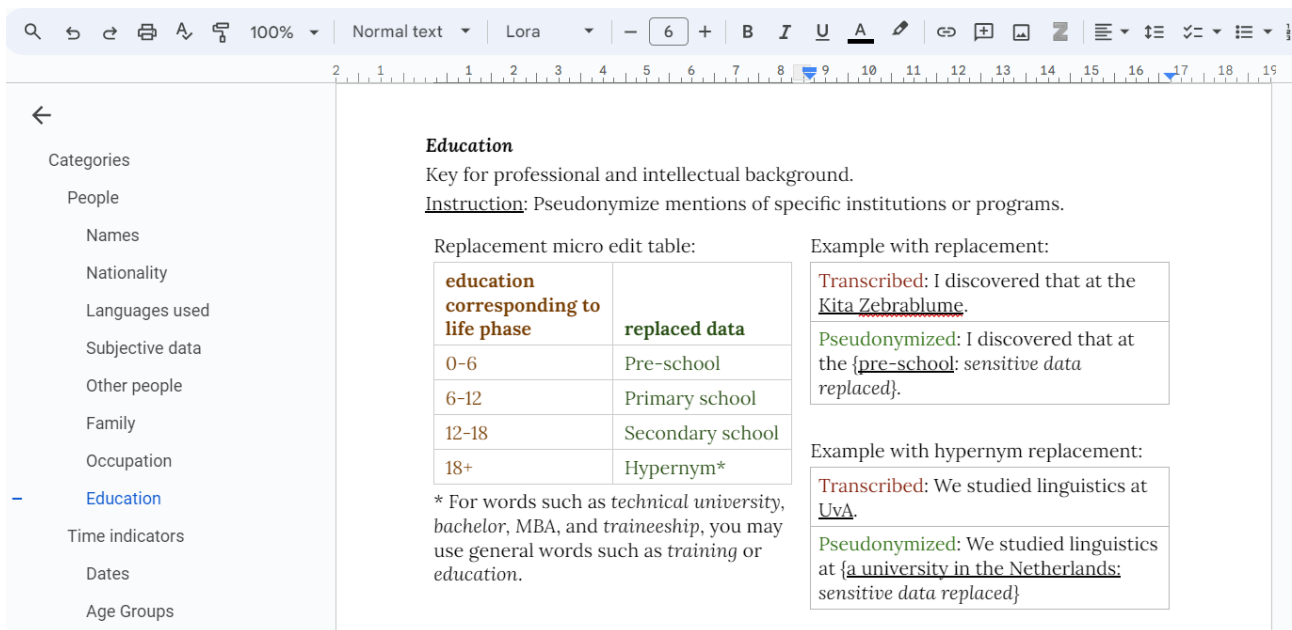 100%
Normal text
Lora
6
B I U A
2 1 1 2 3 4 5 6 7 8 9 10 11 12 13 14 15 16 17 18 19
Categories
People
Names
Nationality
Languages used
Subjective data
Other people
Family
Occupation
Education
Time indicators
Dates
Age Groups
Education
Key for professional and intellectual background.
Instruction: Pseudonymize mentions of specific institutions or programs.
Replacement micro edit table:
education
corresponding to
life phase
replaced data
0-6
Pre-school
6-12
Primary school
12-18
Secondary school
18+
Hypernym*
* For words such as technical university,
bachelor, MBA, and traineeship, you may
use general words such as training or
education.
Example with replacement:
Transcribed: I discovered that at the
Kita Zebrablume.
Pseudonymized: I discovered that at
the {pre-school: sensitive data
replaced}.
Example with hypernym replacement:
Transcribed: We studied linguistics at
UvA.
Pseudonymized: We studied linguistics
at {a university in the Netherlands:
sensitive data replaced}